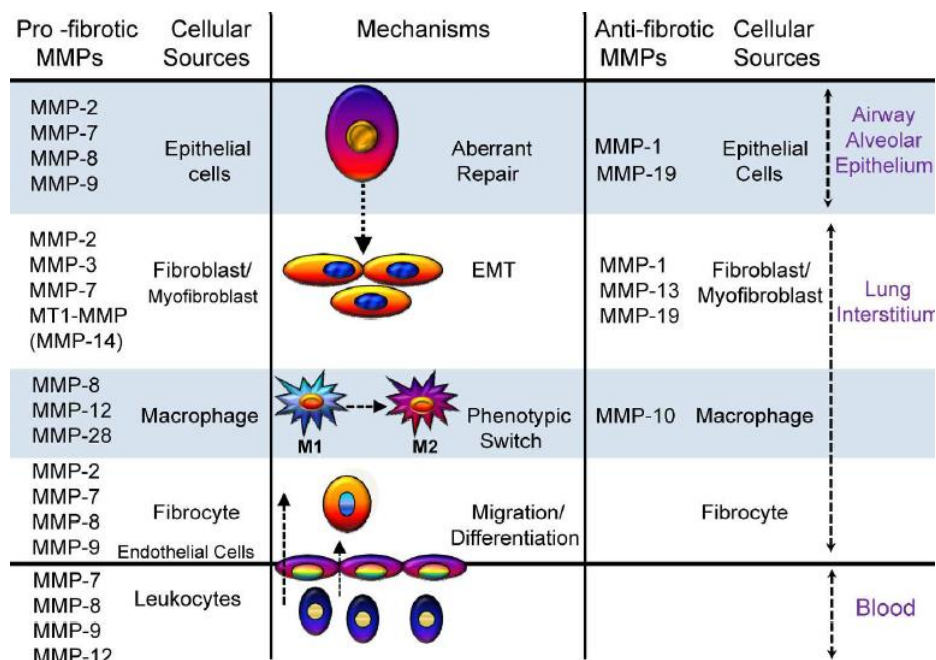 Pro -fibrotic MMPs
Cellular Sources
Mechanisms
Anti-fibrotic MMPs
Cellular Sources
MMP-2
MMP-7
MMP-8
MMP-9
Epithelial cells
Aberrant Repair
MMP-1
MMP-19
Epithelial Cells
Airway
Alveolar
Epithelium
MMP-2
MMP-3
MMP-7
MT1-MMP
(MMP-14)
Fibroblast/
Myofibroblast
EMT
MMP-1
MMP-13
MMP-19
Fibroblast/
Myofibroblast
Lung
Interstitium
MMP-8
MMP-12
MMP-28
Macrophage
M1
M2
Phenotypic
Switch
MMP-10
Macrophage
MMP-2
MMP-7
MMP-8
MMP-9
Fibrocyte
Endothelial Cells
Migration/
Differentiation
Fibrocyte
MMP-7
MMP-8
MMP-9
MMP-12
Leukocytes
Blood